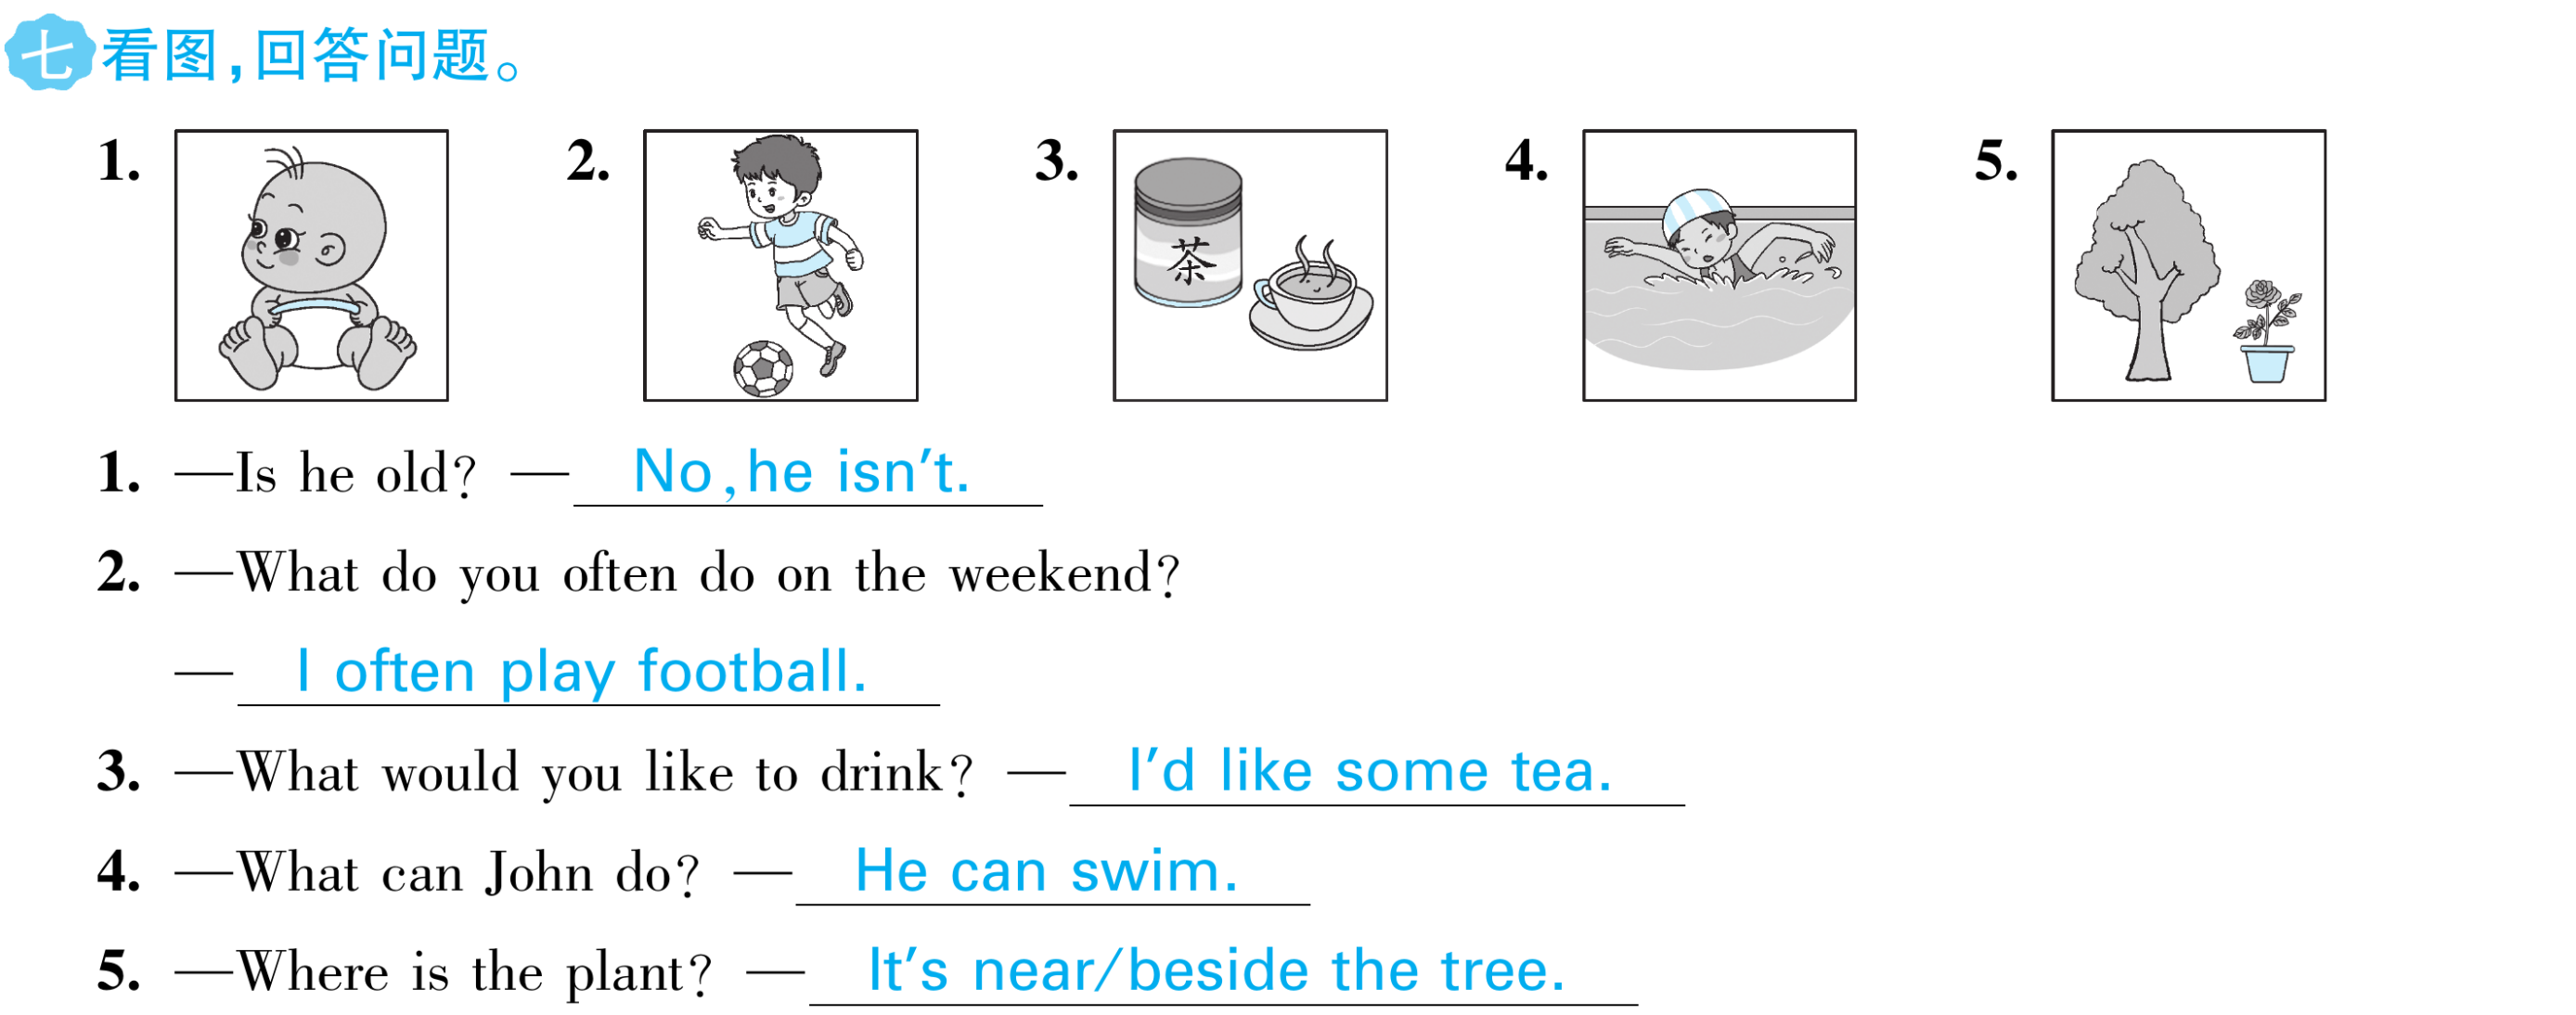 七 看图,回答问题。
1. 2. 3. 4. 5.
茶
1. —Is he old? — No,he isn't.
2. —What do you often do on the weekend?
— I often play football.
3. —What would you like to drink? — I'd like some tea.
4. —What can John do? — He can swim.
5. —Where is the plant? — It's near/beside the tree.